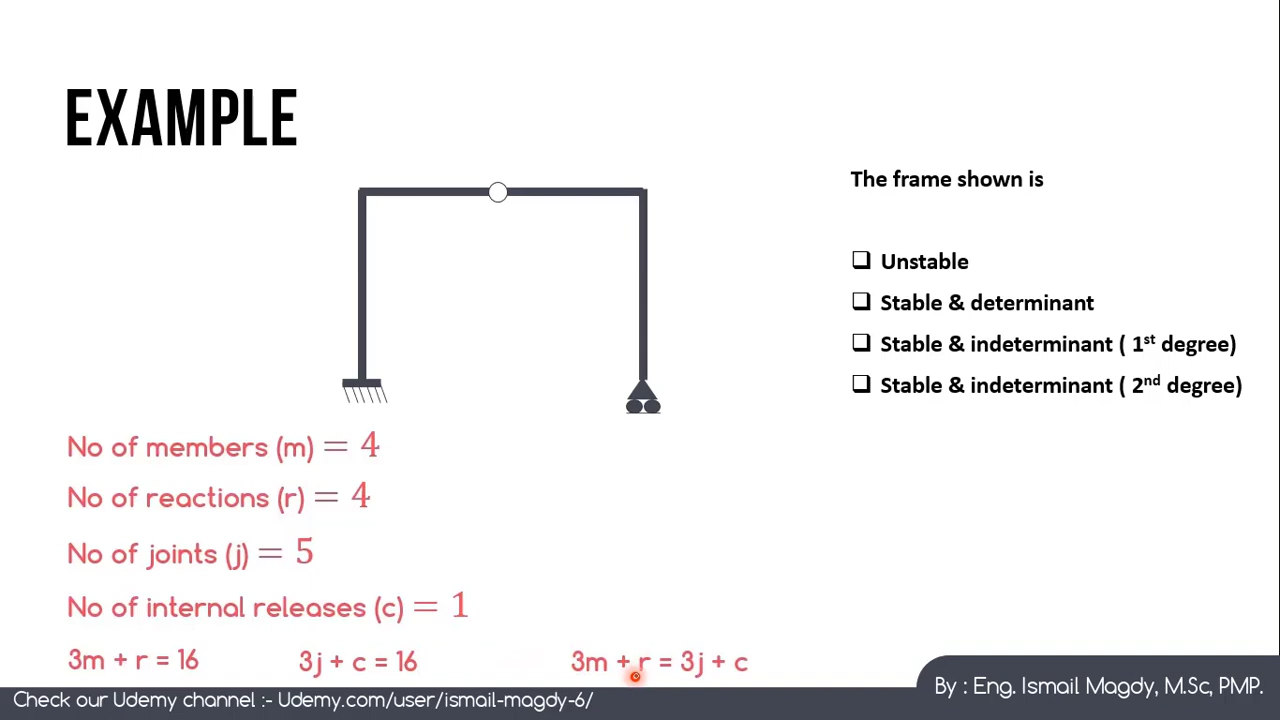 EXAMPLE
The frame shown is
❑ Unstable
❑ Stable & determinant
❑ Stable & indeterminant ( 1st degree)
❑ Stable & indeterminant ( 2nd degree)
No of members (m) = 4
No of reactions (r) = 4
No of joints (j) = 5
No of internal releases (c) = 1
3m + r = 16 3j + c = 16 3m + r = 3j + c
By : Eng. Ismail Magdy, M.Sc, PMP.
Check our Udemy channel :- Udemy.com/user/ismail-magdy-6/